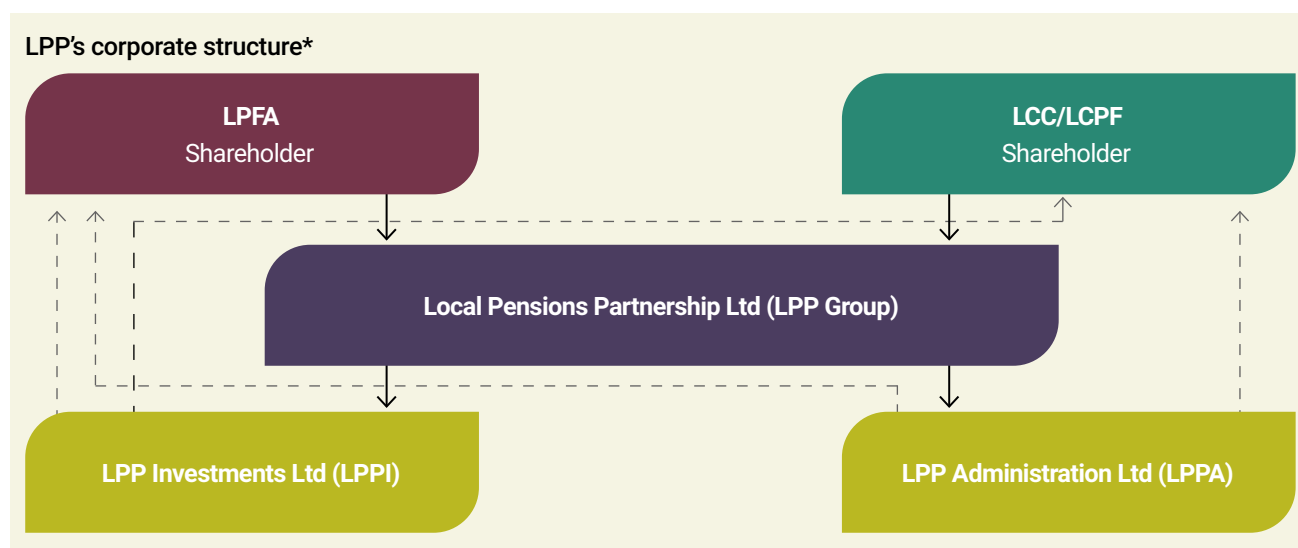 LPP’s corporate structure*
LPFA
Shareholder
LCC/LCPF
Shareholder
Local Pensions Partnership Ltd (LPP Group)
LPP Investments Ltd (LPPI)
LPP Administration Ltd (LPPA)